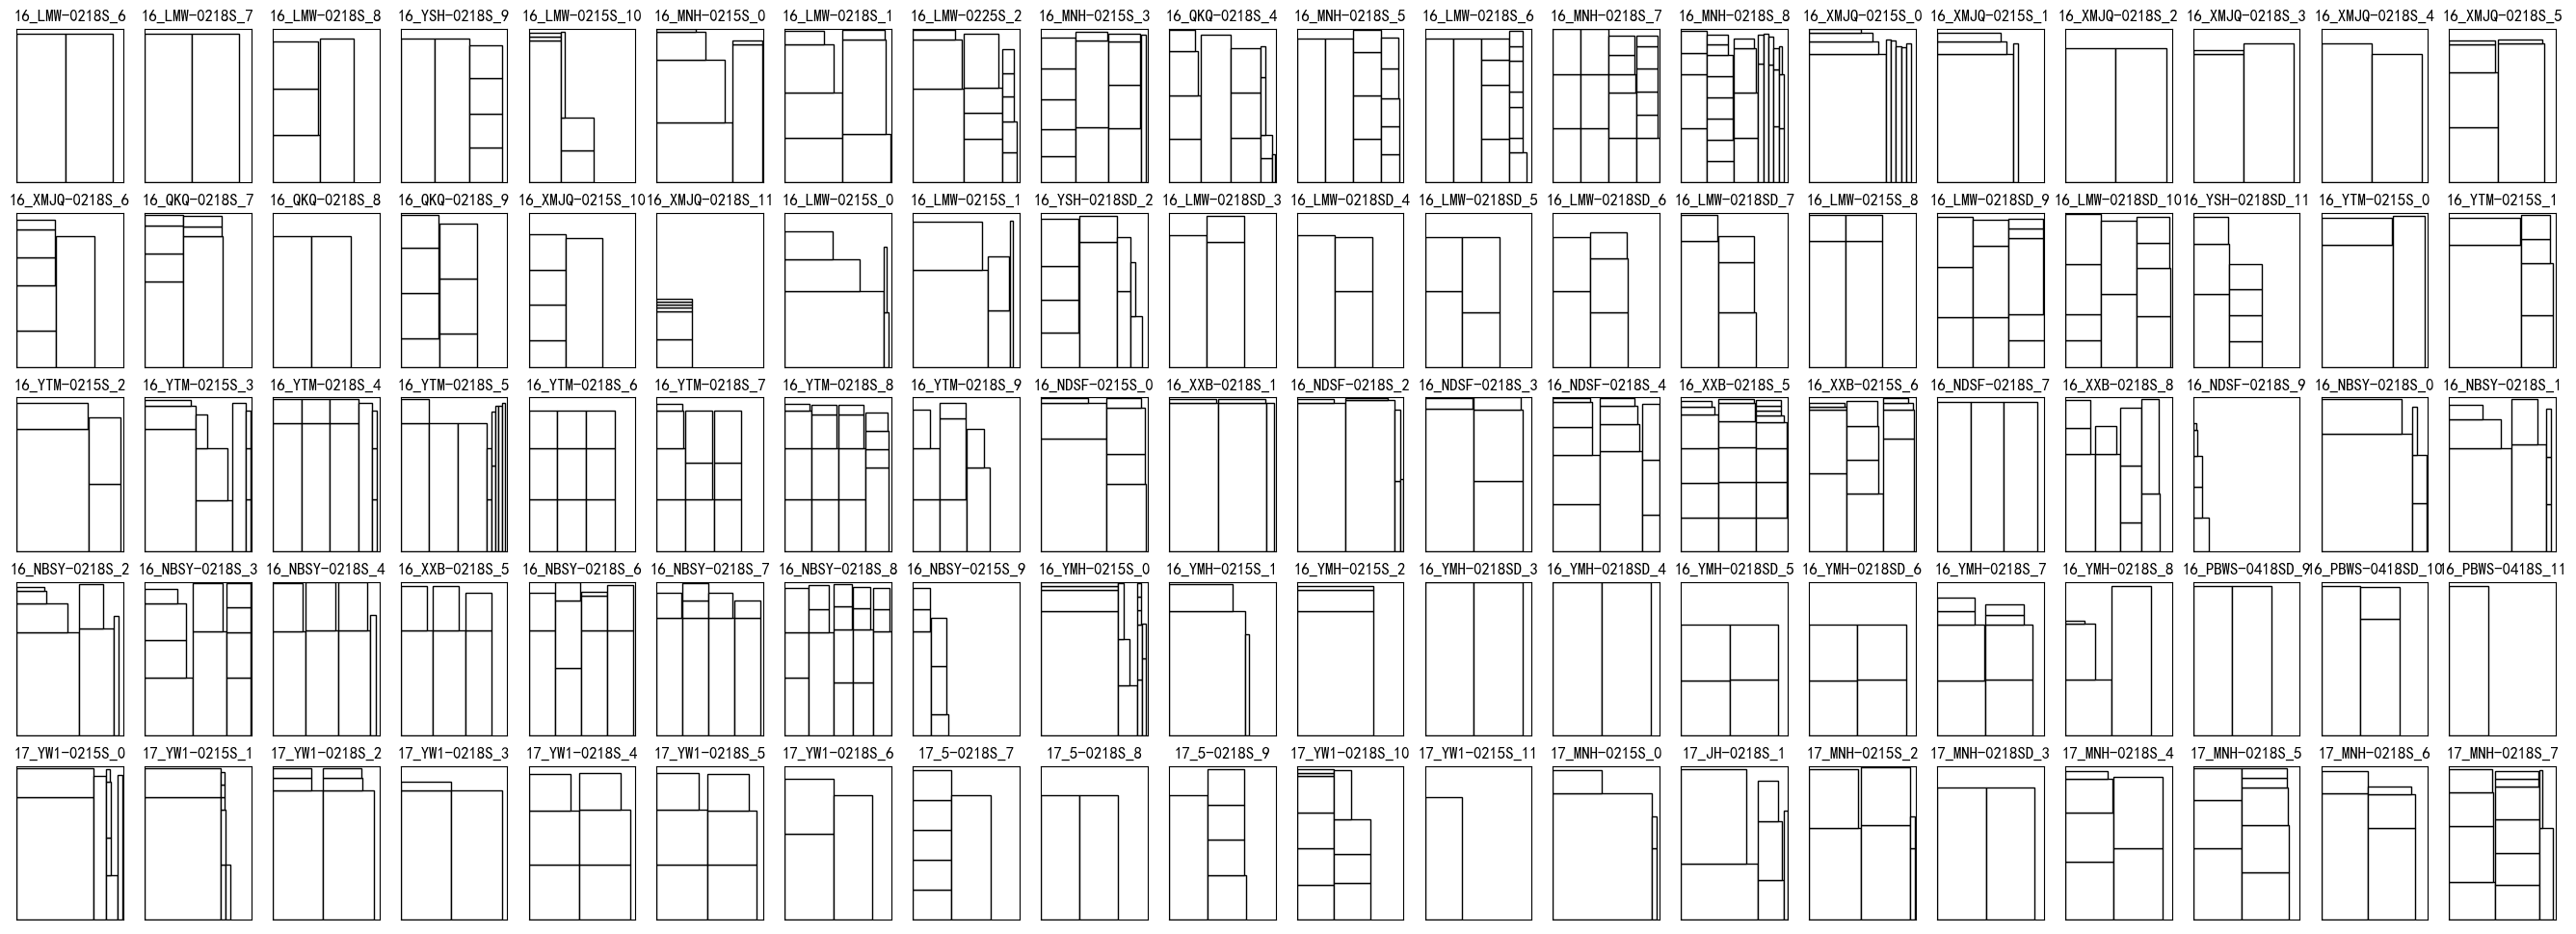 16_LMW-0218S_6 16_LMW-0218S_7 16_LMW-0218S_8 16_YSH-0218S_9 16_LMW-0215S_10 16_MNH-0215S_0 16_LMW-0218S_1 16_LMW-0225S_2 16_MNH-0215S_3 16_QKQ-0218S_4 16_MNH-0218S_5 16_LMW-0218S_6 16_MNH-0218S_7 16_MNH-0218S_8 16_XMJQ-0215S_0 16_XMJQ-0215S_1 16_XMJQ-0218S_2 16_XMJQ-0218S_3 16_XMJQ-0218S_4 16_XMJQ-0218S_5
16_XMJQ-0218S_6 16_QKQ-0218S_7 16_QKQ-0218S_8 16_QKQ-0218S_9 16_XMJQ-0215S_10 16_XMJQ-0218S_11 16_LMW-0215S_0 16_LMW-0215S_1 16_YSH-0218SD_2 16_LMW-0218SD_3 16_LMW-0218SD_4 16_LMW-0218SD_5 16_LMW-0218SD_6 16_LMW-0218SD_7 16_LMW-0215S_8 16_LMW-0218SD_9 16_LMW-0218SD_10 16_YSH-0218SD_11 16_YTM-0215S_0 16_YTM-0215S_1
16_YTM-0215S_2 16_YTM-0215S_3 16_YTM-0218S_4 16_YTM-0218S_5 16_YTM-0218S_6 16_YTM-0218S_7 16_YTM-0218S_8 16_YTM-0218S_9 16_NDSF-0215S_0 16_XXB-0218S_1 16_NDSF-0218S_2 16_NDSF-0218S_3 16_NDSF-0218S_4 16_XXB-0218S_5 16_XXB-0215S_6 16_NDSF-0218S_7 16_XXB-0218S_8 16_NDSF-0218S_9 16_NBSY-0218S_0 16_NBSY-0218S_1
16_NBSY-0218S_2 16_NBSY-0218S_3 16_NBSY-0218S_4 16_XXB-0218S_5 16_NBSY-0218S_6 16_NBSY-0218S_7 16_NBSY-0218S_8 16_NBSY-0215S_9 16_YMH-0215S_0 16_YMH-0215S_1 16_YMH-0215S_2 16_YMH-0218SD_3 16_YMH-0218SD_4 16_YMH-0218SD_5 16_YMH-0218SD_6 16_YMH-0218S_7 16_YMH-0218S_8 16_PBWS-0418SD_9 16_PBWS-0418SD_10 16_PBWS-0418S_11
17_YW1-0215S_0 17_YW1-0215S_1 17_YW1-0218S_2 17_YW1-0218S_3 17_YW1-0218S_4 17_YW1-0218S_5 17_YW1-0218S_6 17_5-0218S_7 17_5-0218S_8 17_5-0218S_9 17_YW1-0218S_10 17_YW1-0215S_11 17_MNH-0215S_0 17_JH-0218S_1 17_MNH-0215S_2 17_MNH-0218SD_3 17_MNH-0218S_4 17_MNH-0218S_5 17_MNH-0218S_6 17_MNH-0218S_7